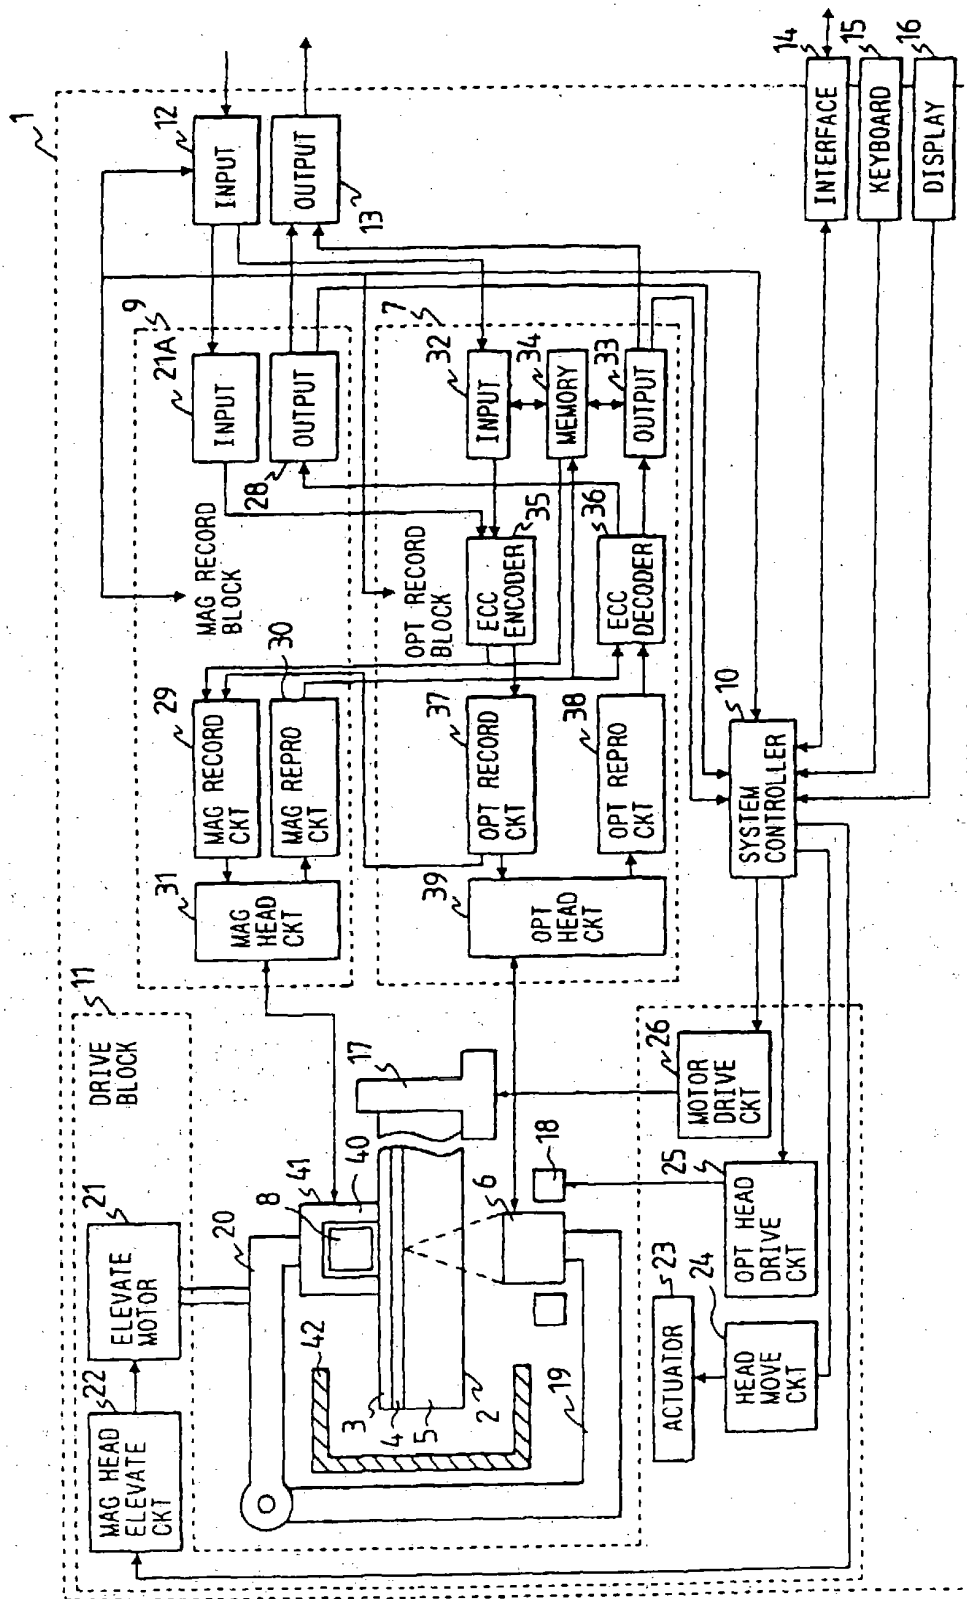 1
11
DRIVE
BLOCK
22
MAG HEAD
ELEVATE
CKT
21
ELEVATE
MOTOR
20
41
40
8
42
3
4
5
2
17
6
18
19
23
ACTUATOR
24
HEAD
MOVE
CKT
25
OPT HEAD
DRIVE
CKT
26
MOTOR
DRIVE
CKT
9
MAG RECORD
BLOCK
31
MAG
HEAD
CKT
29
MAG RECORD
CKT
30
MAG REPRO
CKT
21A
INPUT
28
OUTPUT
12
INPUT
13
OUTPUT
7
OPT RECORD
BLOCK
39
OPT
HEAD
CKT
37
OPT RECORD
CKT
38
OPT REPRO
CKT
35
ECC
ENCODER
36
ECC
DECODER
32
INPUT
34
MEMORY
33
OUTPUT
10
SYSTEM
CONTROLLER
14
INTERFACE
15
KEYBOARD
16
DISPLAY